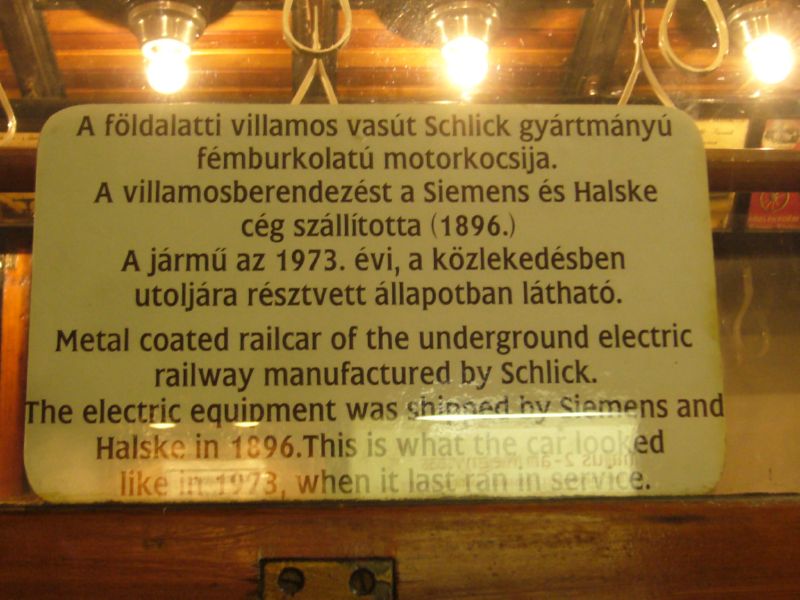 A földalatti villamos vasút Schlick gyártmányú
fémburkolatú motorkocsija.
A villamosberendezést a Siemens és Halske
cég szállította (1896.)
A jármű az 1973. évi, a közlekedésben
utoljára résztvett állapotban látható.
Metal coated railcar of the underground electric
railway manufactured by Schlick.
The electric equipment was shipped by Siemens and
Halske in 1896.This is what the car looked
like in 1973, when it last ran in service.